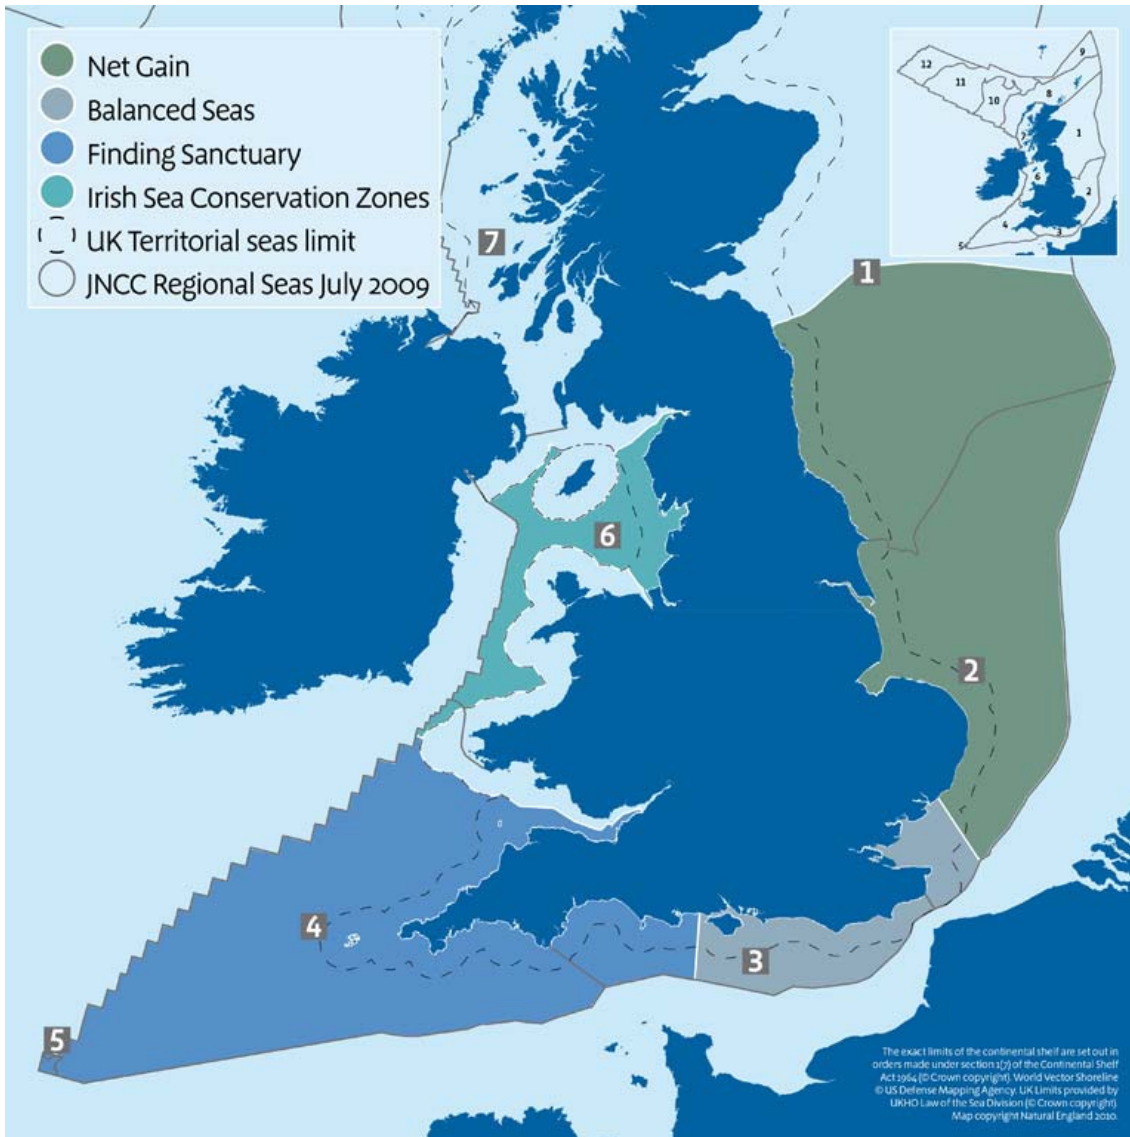 Net Gain
Balanced Seas
Finding Sanctuary
Irish Sea Conservation Zones
UK Territorial seas limit
JNCC Regional Seas July 2009
12
11
10
9
8
1
7
6
2
4
3
5
7
1
6
2
4
3
5
The exact limits of the continental shelf are set out in
orders made under section 1(7) of the Continental Shelf
Act 1964 (© Crown copyright). World Vector Shoreline
© US Defense Mapping Agency. UK Limits provided by
UKHO Law of the Sea Division (© Crown copyright).
Map copyright Natural England 2010.